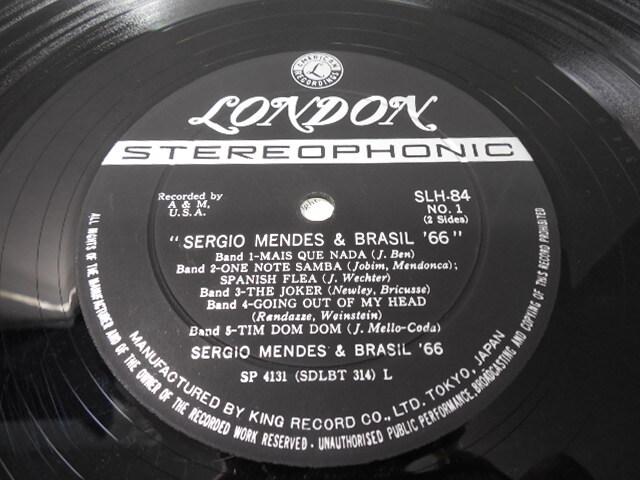 AMERICAN
L
RECORDINGS
LONDON
STEREOPHONIC
Recorded by
A & M,
U.S.A.
SLH-84
NO. 1
(2 Sides)
"SERGIO MENDES & BRASIL '66"
Band 1-MAIS QUE NADA (J. Ben)
Band 2-ONE NOTE SAMBA (Jobim, Mendonca);
SPANISH FLEA (J. Wechter)
Band 3-THE JOKER (Newley, Bricusse)
Band 4-GOING OUT OF MY HEAD
(Randazze, Weinstein)
Band 5-TIM DOM DOM (J. Mello-Coda)
SERGIO MENDES & BRASIL '66
SP 4131 (SDLBT 314) L
MANUFACTURED BY KING RECORD CO., LTD, TOKYO, JAPAN
ALL RIGHTS OF THE MANUFACTURER AND OF THE OWNER OF THE RECORDED WORK RESERVED · UNAUTHORISED PUBLIC PERFORMANCE, BROADCASTING AND COPYING OF THIS RECORD PROHIBITED